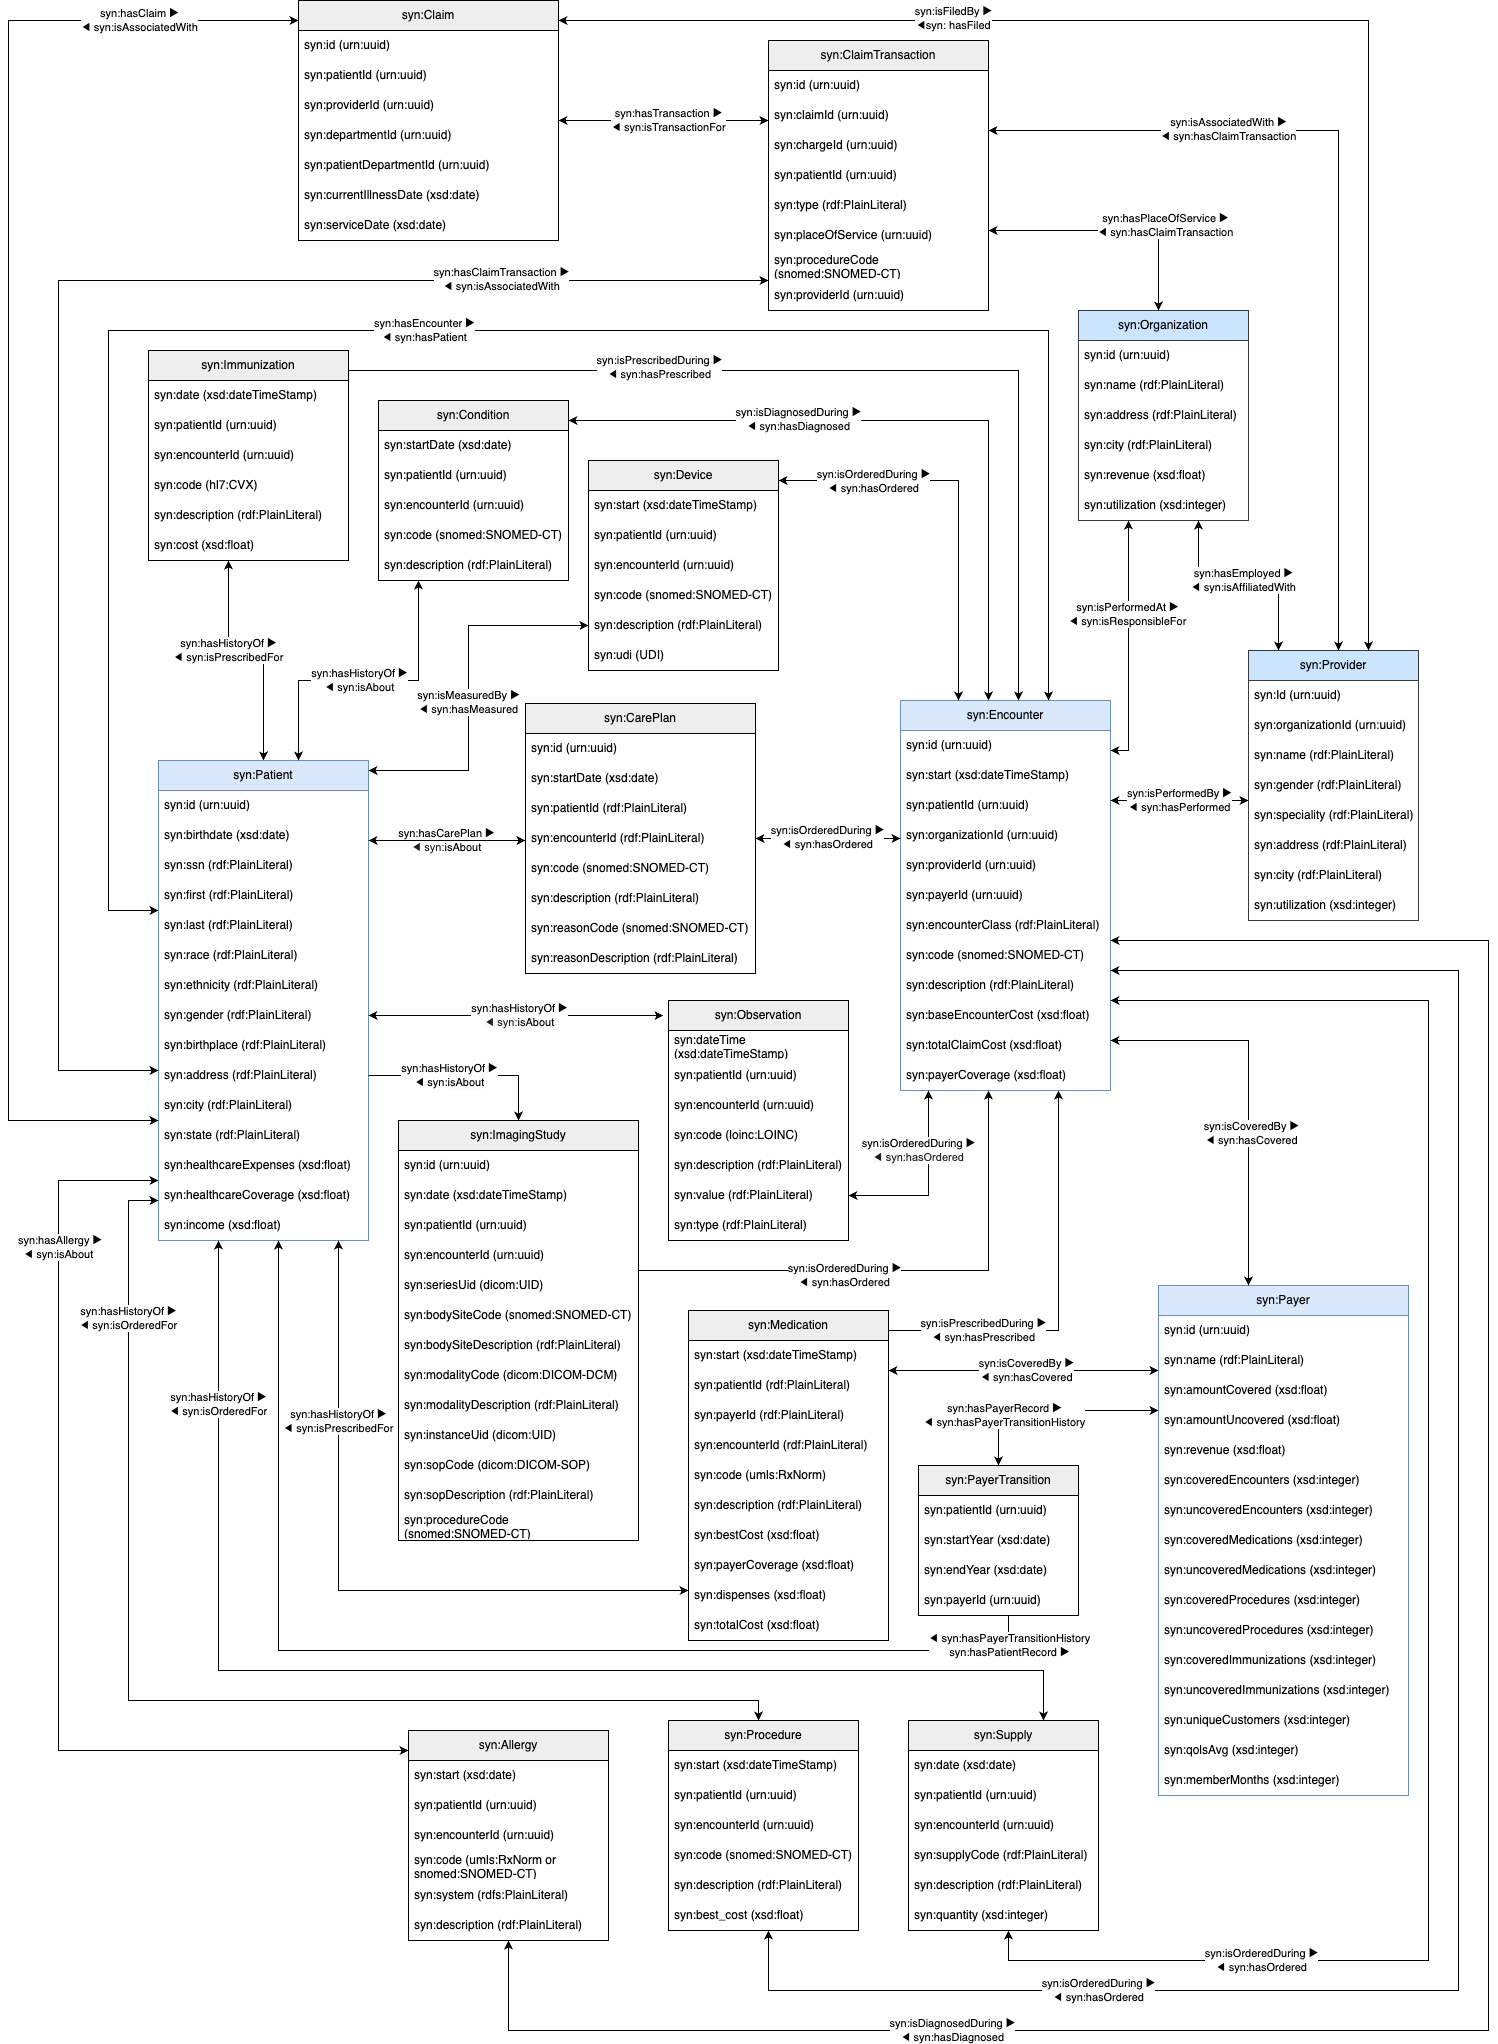 syn:hasClaim ▶
◀ syn:isAssociatedWith
syn:Claim
syn:id (urn:uuid)
syn:patientId (urn:uuid)
syn:providerId (urn:uuid)
syn:departmentId (urn:uuid)
syn:patientDepartmentId (urn:uuid)
syn:currentIllnessDate (xsd:date)
syn:serviceDate (xsd:date)
syn:isFiledBy ▶
◀syn: hasFiled
syn:hasTransaction ▶
◀ syn:isTransactionFor
syn:ClaimTransaction
syn:id (urn:uuid)
syn:claimId (urn:uuid)
syn:chargeId (urn:uuid)
syn:patientId (urn:uuid)
syn:type (rdf:PlainLiteral)
syn:placeOfService (urn:uuid)
syn:procedureCode
(snomed:SNOMED-CT)
syn:providerId (urn:uuid)
syn:isAssociatedWith ▶
◀ syn:hasClaimTransaction
syn:hasPlaceOfService ▶
◀ syn:hasClaimTransaction
syn:hasClaimTransaction ▶
◀ syn:isAssociatedWith
syn:hasEncounter ▶
◀ syn:hasPatient
syn:Organization
syn:id (urn:uuid)
syn:name (rdf:PlainLiteral)
syn:address (rdf:PlainLiteral)
syn:city (rdf:PlainLiteral)
syn:revenue (xsd:float)
syn:utilization (xsd:integer)
syn:Immunization
syn:date (xsd:dateTimeStamp)
syn:patientId (urn:uuid)
syn:encounterId (urn:uuid)
syn:code (hl7:CVX)
syn:description (rdf:PlainLiteral)
syn:cost (xsd:float)
syn:isPrescribedDuring ▶
◀ syn:hasPrescribed
syn:Condition
syn:startDate (xsd:date)
syn:patientId (urn:uuid)
syn:encounterId (urn:uuid)
syn:code (snomed:SNOMED-CT)
syn:description (rdf:PlainLiteral)
syn:isDiagnosedDuring ▶
◀ syn:hasDiagnosed
syn:Device
syn:start (xsd:dateTimeStamp)
syn:patientId (urn:uuid)
syn:encounterId (urn:uuid)
syn:code (snomed:SNOMED-CT)
syn:description (rdf:PlainLiteral)
syn:udi (UDI)
syn:isOrderedDuring ▶
◀ syn:hasOrdered
syn:hasEmployed ▶
◀ syn:isAffiliatedWith
syn:isPerformedAt ▶
◀ syn:isResponsibleFor
syn:hasHistoryOf ▶
◀ syn:isPrescribedFor
syn:hasHistoryOf ▶
◀ syn:isAbout
syn:isMeasuredBy ▶
◀ syn:hasMeasured
syn:Provider
syn:Id (urn:uuid)
syn:organizationId (urn:uuid)
syn:name (rdf:PlainLiteral)
syn:gender (rdf:PlainLiteral)
syn:speciality (rdf:PlainLiteral)
syn:address (rdf:PlainLiteral)
syn:city (rdf:PlainLiteral)
syn:utilization (xsd:integer)
syn:CarePlan
syn:id (urn:uuid)
syn:startDate (xsd:date)
syn:patientId (rdf:PlainLiteral)
syn:encounterId (rdf:PlainLiteral)
syn:code (snomed:SNOMED-CT)
syn:description (rdf:PlainLiteral)
syn:reasonCode (snomed:SNOMED-CT)
syn:reasonDescription (rdf:PlainLiteral)
syn:Encounter
syn:id (urn:uuid)
syn:start (xsd:dateTimeStamp)
syn:patientId (urn:uuid)
syn:organizationId (urn:uuid)
syn:providerId (urn:uuid)
syn:payerId (urn:uuid)
syn:encounterClass (rdf:PlainLiteral)
syn:code (snomed:SNOMED-CT)
syn:description (rdf:PlainLiteral)
syn:baseEncounterCost (xsd:float)
syn:totalClaimCost (xsd:float)
syn:payerCoverage (xsd:float)
syn:isPerformedBy ▶
◀ syn:hasPerformed
syn:Patient
syn:id (urn:uuid)
syn:birthdate (xsd:date)
syn:ssn (rdf:PlainLiteral)
syn:first (rdf:PlainLiteral)
syn:last (rdf:PlainLiteral)
syn:race (rdf:PlainLiteral)
syn:ethnicity (rdf:PlainLiteral)
syn:gender (rdf:PlainLiteral)
syn:birthplace (rdf:PlainLiteral)
syn:address (rdf:PlainLiteral)
syn:city (rdf:PlainLiteral)
syn:state (rdf:PlainLiteral)
syn:healthcareExpenses (xsd:float)
syn:healthcareCoverage (xsd:float)
syn:income (xsd:float)
syn:hasCarePlan ▶
◀ syn:isAbout
syn:isOrderedDuring ▶
◀ syn:hasOrdered
syn:hasHistoryOf ▶
◀ syn:isAbout
syn:Observation
syn:dateTime
(xsd:dateTimeStamp)
syn:patientId (urn:uuid)
syn:encounterId (urn:uuid)
syn:code (loinc:LOINC)
syn:description (rdf:PlainLiteral)
syn:value (rdf:PlainLiteral)
syn:type (rdf:PlainLiteral)
syn:hasHistoryOf ▶
◀ syn:isAbout
syn:isOrderedDuring ▶
◀ syn:hasOrdered
syn:isCoveredBy ▶
◀ syn:hasCovered
syn:ImagingStudy
syn:id (urn:uuid)
syn:date (xsd:dateTimeStamp)
syn:patientId (urn:uuid)
syn:encounterId (urn:uuid)
syn:seriesUid (dicom:UID)
syn:bodySiteCode (snomed:SNOMED-CT)
syn:bodySiteDescription (rdf:PlainLiteral)
syn:modalityCode (dicom:DICOM-DCM)
syn:modalityDescription (rdf:PlainLiteral)
syn:instanceUid (dicom:UID)
syn:sopCode (dicom:DICOM-SOP)
syn:sopDescription (rdf:PlainLiteral)
syn:procedureCode
(snomed:SNOMED-CT)
syn:hasAllergy ▶
◀ syn:isAbout
syn:isOrderedDuring ▶
◀ syn:hasOrdered
syn:hasHistoryOf ▶
◀ syn:isOrderedFor
syn:Medication
syn:start (xsd:dateTimeStamp)
syn:patientId (rdf:PlainLiteral)
syn:payerId (rdf:PlainLiteral)
syn:encounterId (rdf:PlainLiteral)
syn:code (umls:RxNorm)
syn:description (rdf:PlainLiteral)
syn:bestCost (xsd:float)
syn:payerCoverage (xsd:float)
syn:dispenses (xsd:float)
syn:totalCost (xsd:float)
syn:isPrescribedDuring ▶
◀ syn:hasPrescribed
syn:isCoveredBy ▶
◀ syn:hasCovered
syn:hasPayerRecord ▶
◀ syn:hasPayerTransitionHistory
syn:Payer
syn:id (urn:uuid)
syn:name (rdf:PlainLiteral)
syn:amountCovered (xsd:float)
syn:amountUncovered (xsd:float)
syn:revenue (xsd:float)
syn:coveredEncounters (xsd:integer)
syn:uncoveredEncounters (xsd:integer)
syn:coveredMedications (xsd:integer)
syn:uncoveredMedications (xsd:integer)
syn:coveredProcedures (xsd:integer)
syn:uncoveredProcedures (xsd:integer)
syn:coveredImmunizations (xsd:integer)
syn:uncoveredImmunizations (xsd:integer)
syn:uniqueCustomers (xsd:integer)
syn:qolsAvg (xsd:integer)
syn:memberMonths (xsd:integer)
syn:hasHistoryOf ▶
◀ syn:isOrderedFor
syn:hasHistoryOf ▶
◀ syn:isPrescribedFor
syn:PayerTransition
syn:patientId (urn:uuid)
syn:startYear (xsd:date)
syn:endYear (xsd:date)
syn:payerId (urn:uuid)
◀ syn:hasPayerTransitionHistory
syn:hasPatientRecord ▶
syn:Allergy
syn:start (xsd:date)
syn:patientId (urn:uuid)
syn:encounterId (urn:uuid)
syn:code (umls:RxNorm or
snomed:SNOMED-CT)
syn:system (rdfs:PlainLiteral)
syn:description (rdf:PlainLiteral)
syn:Procedure
syn:start (xsd:dateTimeStamp)
syn:patientId (urn:uuid)
syn:encounterId (urn:uuid)
syn:code (snomed:SNOMED-CT)
syn:description (rdf:PlainLiteral)
syn:best_cost (xsd:float)
syn:Supply
syn:date (xsd:date)
syn:patientId (urn:uuid)
syn:encounterId (urn:uuid)
syn:supplyCode (rdf:PlainLiteral)
syn:description (rdf:PlainLiteral)
syn:quantity (xsd:integer)
syn:isOrderedDuring ▶
◀ syn:hasOrdered
syn:isOrderedDuring ▶
◀ syn:hasOrdered
syn:isDiagnosedDuring ▶
◀ syn:hasDiagnosed